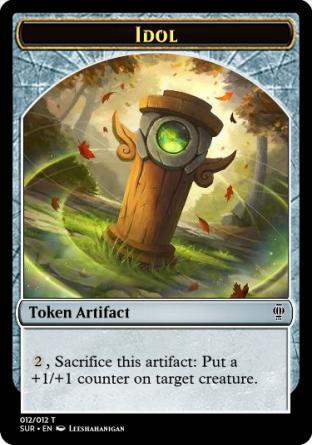 Idol
Token Artifact
2, Sacrifice this artifact: Put a
+1/+1 counter on target creature.
012/012 T
SUR • EN Leeshahanigan